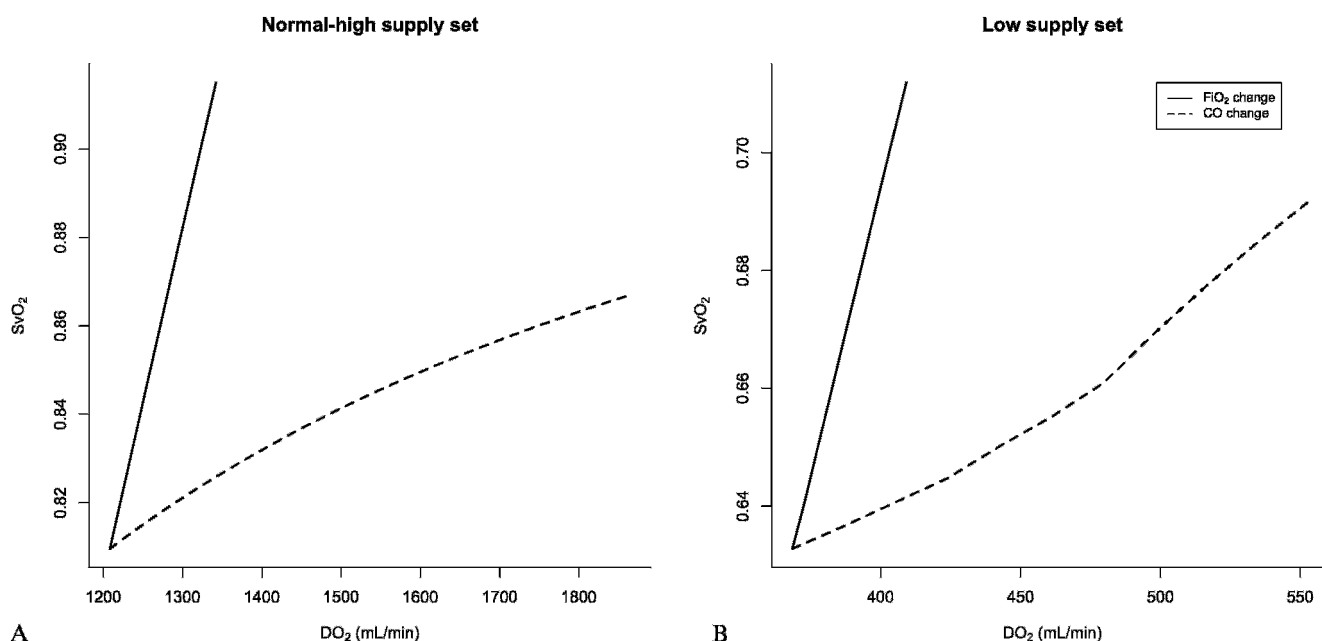 Normal-high supply set
SvO₂
0.90
0.88
0.86
0.84
0.82
1200 1300 1400 1500 1600 1700 1800
DO₂ (mL/min)
A
Low supply set
FiO₂ change
CO change
SvO₂
0.70
0.68
0.66
0.64
400 450 500 550
DO₂ (mL/min)
B